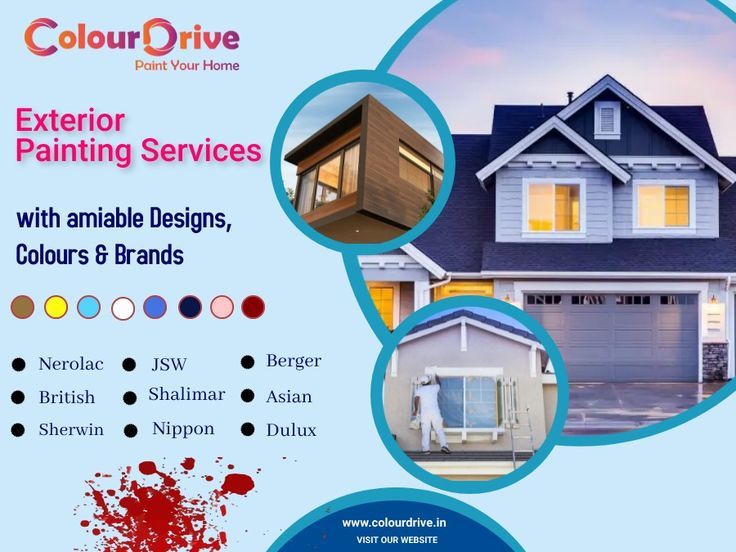 ColourDrive
Paint Your Home
Exterior
Painting Services
with amiable Designs,
Colours & Brands
Nerolac
JSW
Berger
British
Shalimar
Asian
Sherwin
Nippon
Dulux
www.colourdrive.in
VISIT OUR WEBSITE